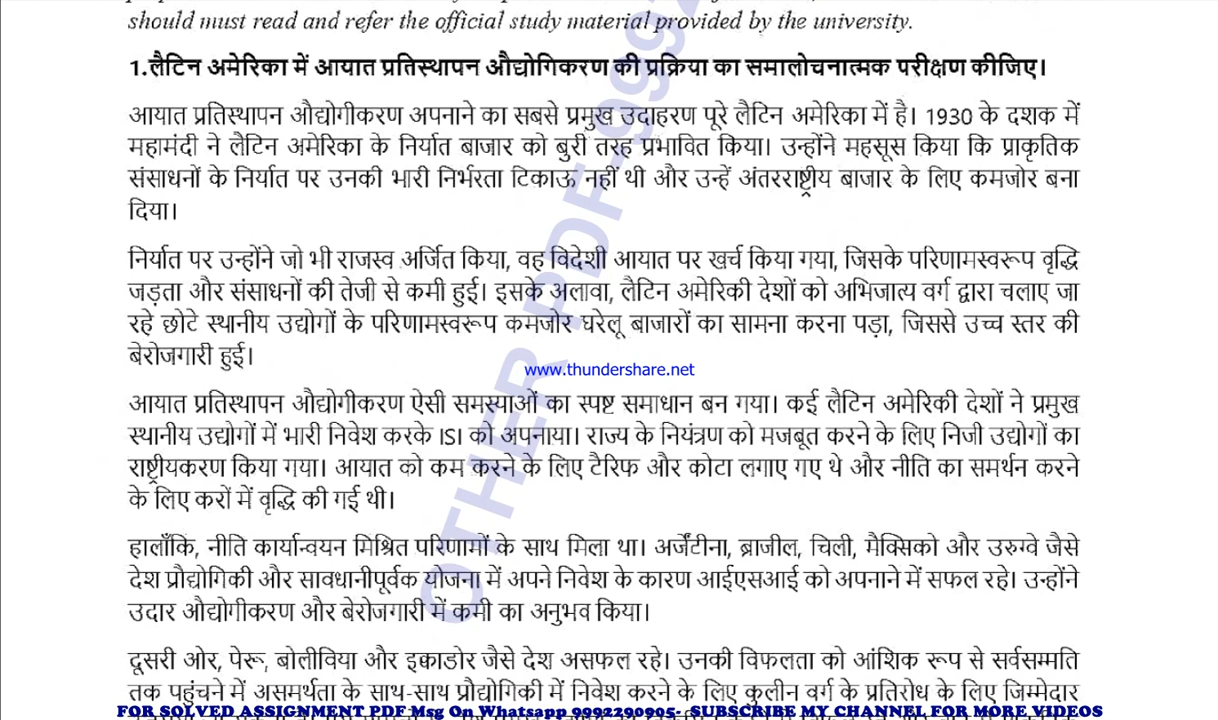 should must read and refer the official study material provided by the university.
1.लैटिन अमेरिका में आयात प्रतिस्थापन औद्योगिकरण की प्रक्रिया का समालोचनात्मक परीक्षण कीजिए।
आयात प्रतिस्थापन औद्योगीकरण अपनाने का सबसे प्रमुख उदाहरण पूरे लैटिन अमेरिका में है। 1930 के दशक में
महामंदी ने लैटिन अमेरिका के निर्यात बाजार को बुरी तरह प्रभावित किया। उन्होंने महसूस किया कि प्राकृतिक
संसाधनों के निर्यात पर उनकी भारी निर्भरता टिकाऊ नहीं थी और उन्हें अंतरराष्ट्रीय बाजार के लिए कमजोर बना
दिया।
निर्यात पर उन्होंने जो भी राजस्व अर्जित किया, वह विदेशी आयात पर खर्च किया गया, जिसके परिणामस्वरूप वृद्धि
जड़ता और संसाधनों की तेजी से कमी हुई। इसके अलावा, लैटिन अमेरिकी देशों को अभिजात्य वर्ग द्वारा चलाए जा
रहे छोटे स्थानीय उद्योगों के परिणामस्वरूप कमजोर घरेलू बाजारों का सामना करना पड़ा, जिससे उच्च स्तर की
बेरोजगारी हुई।
www.thundershare.net
आयात प्रतिस्थापन औद्योगीकरण ऐसी समस्याओं का स्पष्ट समाधान बन गया। कई लैटिन अमेरिकी देशों ने प्रमुख
स्थानीय उद्योगों में भारी निवेश करके ISI को अपनाया। राज्य के नियंत्रण को मजबूत करने के लिए निजी उद्योगों का
राष्ट्रीयकरण किया गया। आयात को कम करने के लिए टैरिफ और कोटा लगाए गए थे और नीति का समर्थन करने
के लिए करों में वृद्धि की गई थी।
हालाँकि, नीति कार्यान्वयन मिश्रित परिणामों के साथ मिला था। अर्जेंटीना, ब्राजील, चिली, मैक्सिको और उरुग्वे जैसे
देश प्रौद्योगिकी और सावधानीपूर्वक योजना में अपने निवेश के कारण आईएसआई को अपनाने में सफल रहे। उन्होंने
उदार औद्योगीकरण और बेरोजगारी में कमी का अनुभव किया।
दूसरी ओर, पेरू, बोलीविया और इक्वाडोर जैसे देश असफल रहे। उनकी विफलता को आंशिक रूप से सर्वसम्मति
तक पहुंचने में असमर्थता के साथ-साथ प्रौद्योगिकी में निवेश करने के लिए कुलीन वर्ग के प्रतिरोध के लिए जिम्मेदार
FOR SOLVED ASSIGNMENT PDF Msg On Whatsapp 9992290905- SUBSCRIBE MY CHANNEL FOR MORE VIDEOS
OTHER PDF-9992